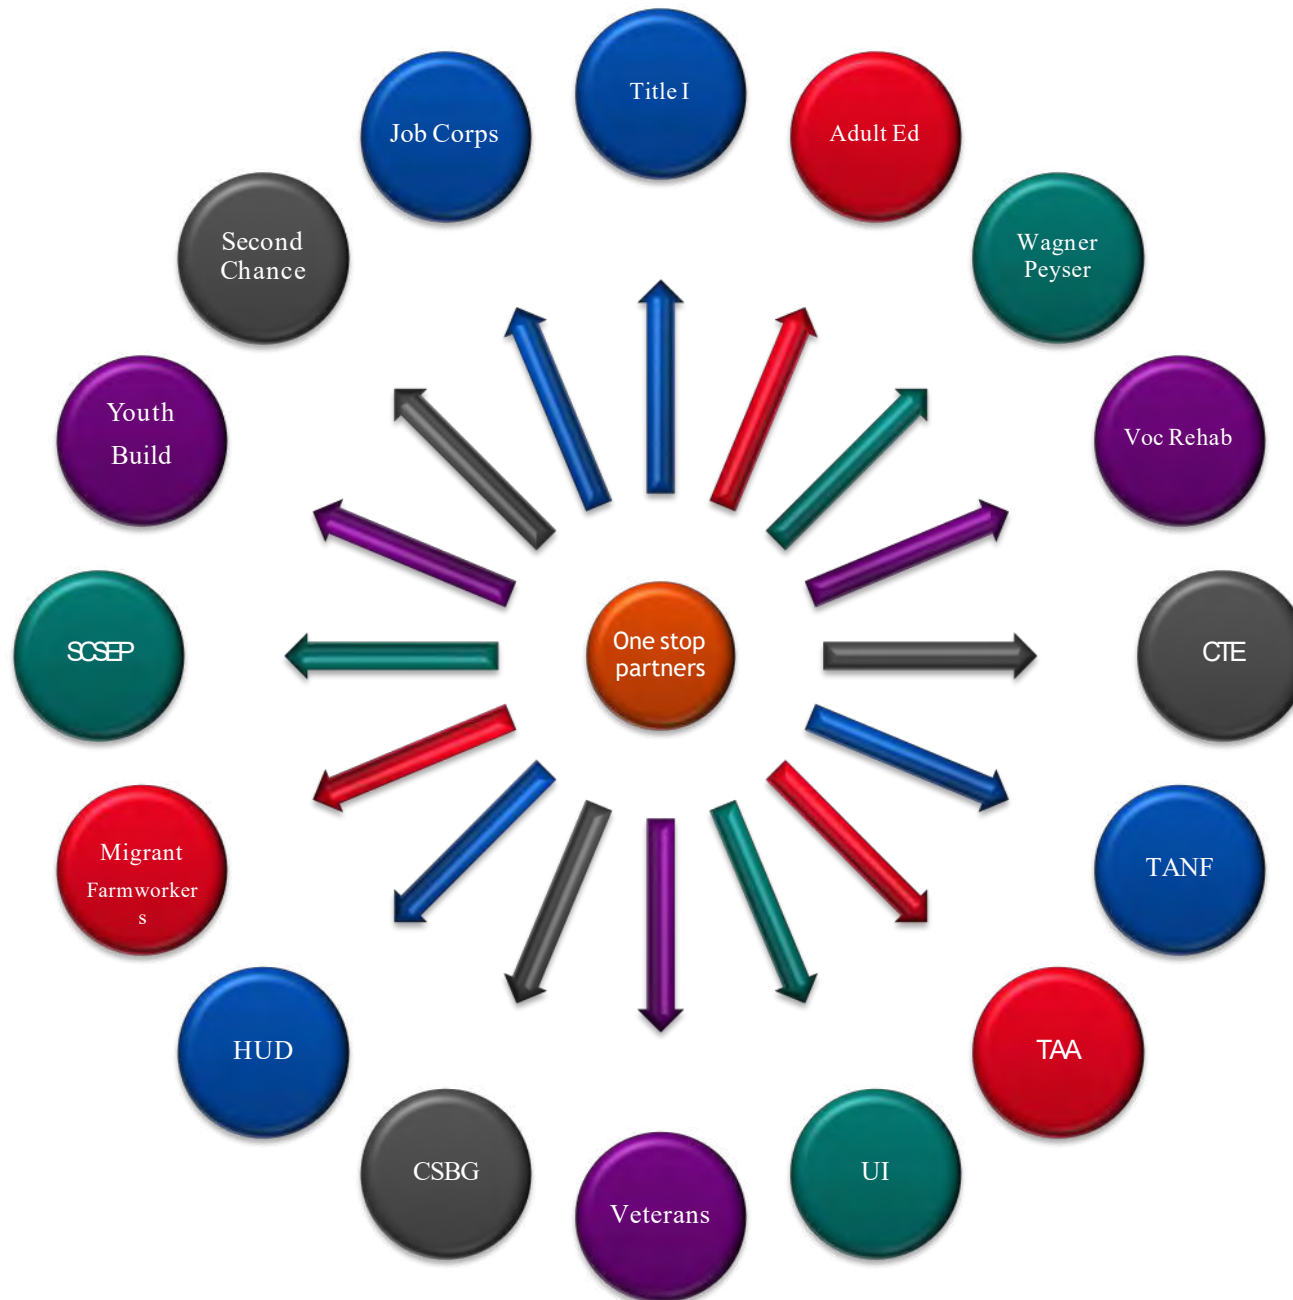 Title I
Job Corps
Adult Ed
Second
Chance
Wagner
Peyser
Youth
Build
Voc Rehab
One stop
partners
SCSEP
CTE
Migrant
Farmworker
s
TANF
HUD
TAA
CSBG
UI
Veterans